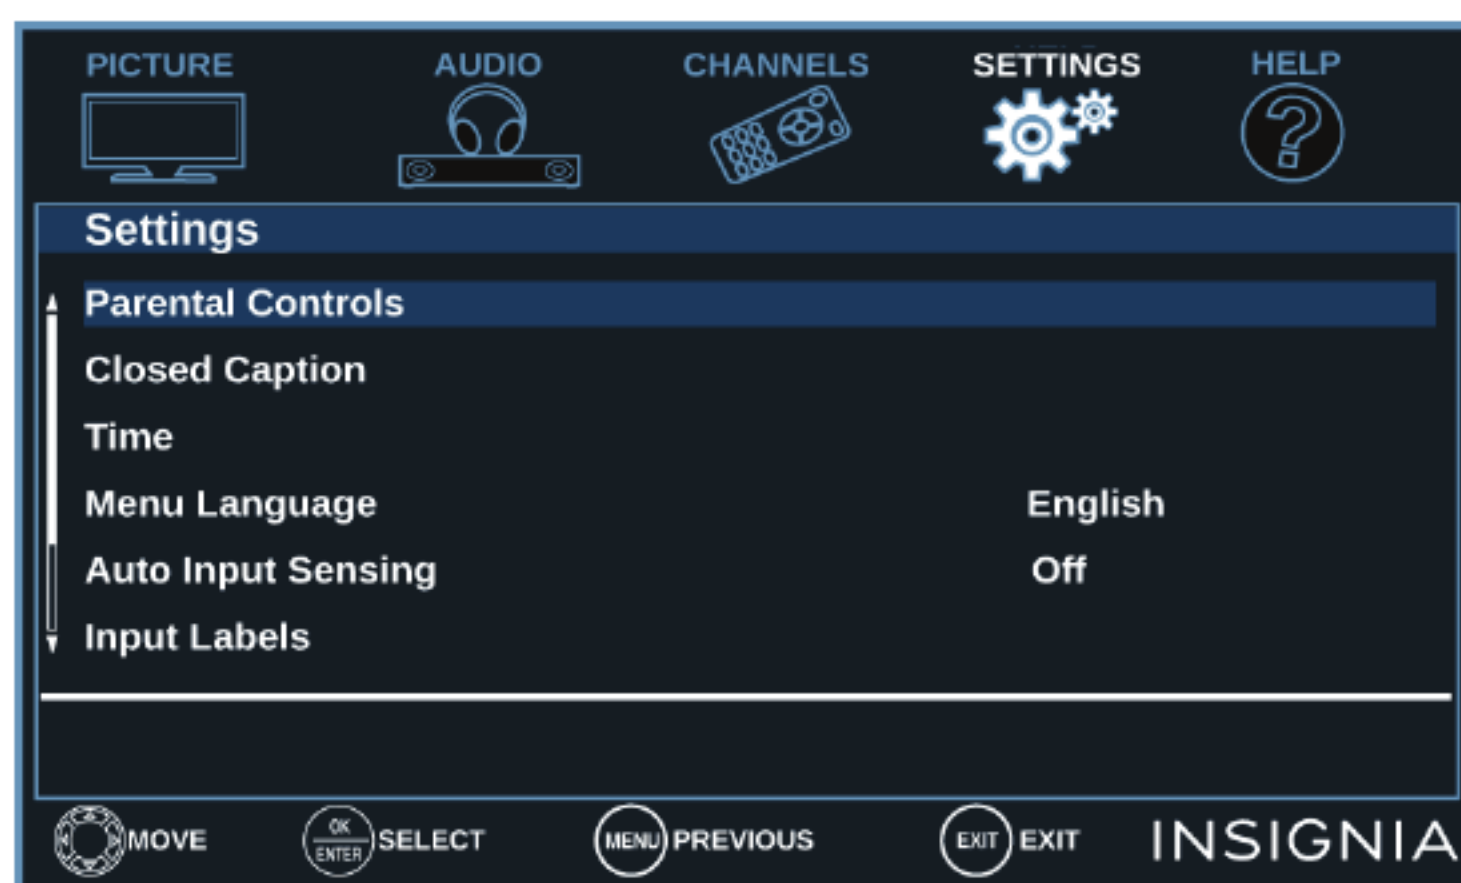 PICTURE AUDIO CHANNELS SETTINGS HELP
Settings
Parental Controls
Closed Caption
Time
Menu Language English
Auto Input Sensing Off
Input Labels
MOVE OK ENTER SELECT MENU PREVIOUS EXIT EXIT INSIGNIA